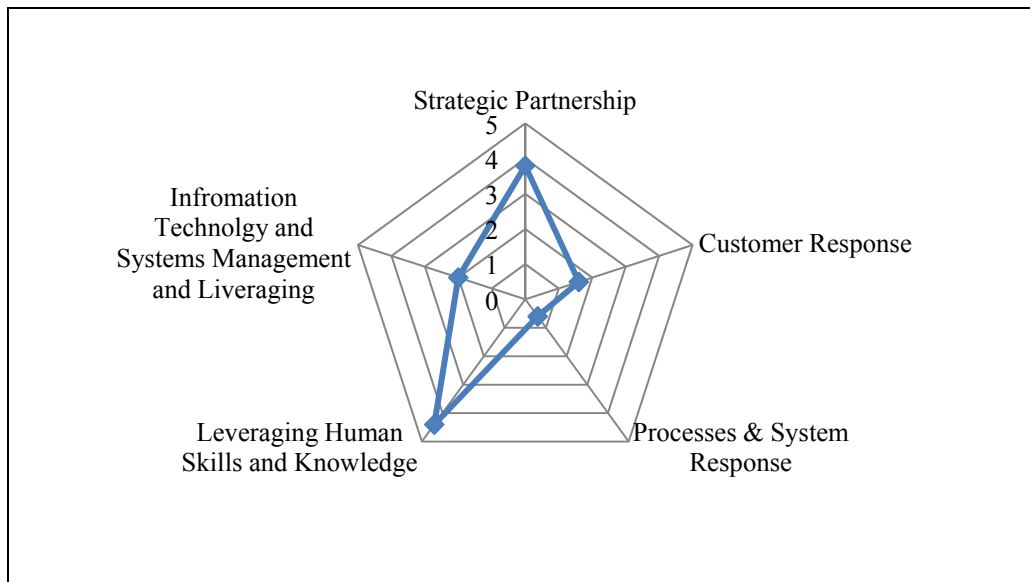 Strategic Partnership
5
4
3
2
1
0
Infromation
Technolgy and
Systems Management
and Liveraging
Customer Response
Leveraging Human
Skills and Knowledge
Processes & System
Response